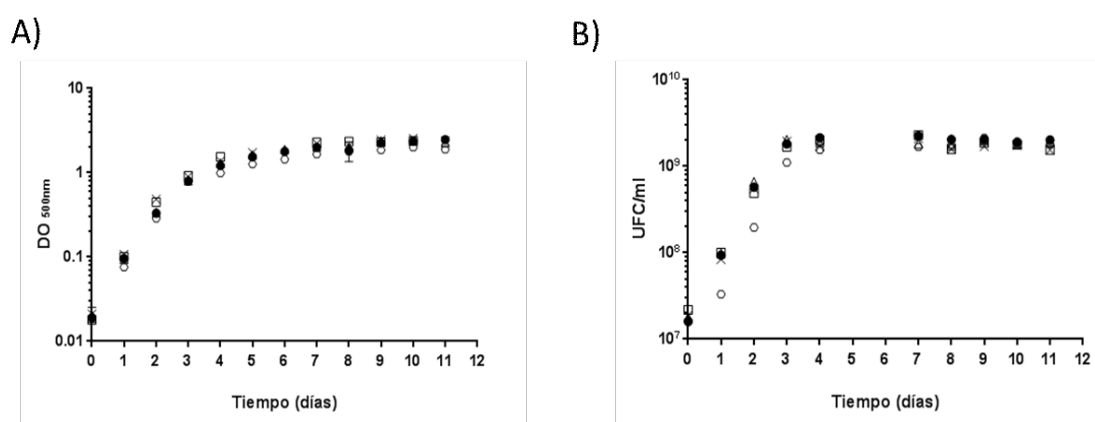 A)
B)
10
1
0.1
0.01
DO 500nm
0 1 2 3 4 5 6 7 8 9 10 11 12
Tiempo (días)
10^10
10^9
10^8
10^7
UFC/ml
0 1 2 3 4 5 6 7 8 9 10 11 12
Tiempo (días)